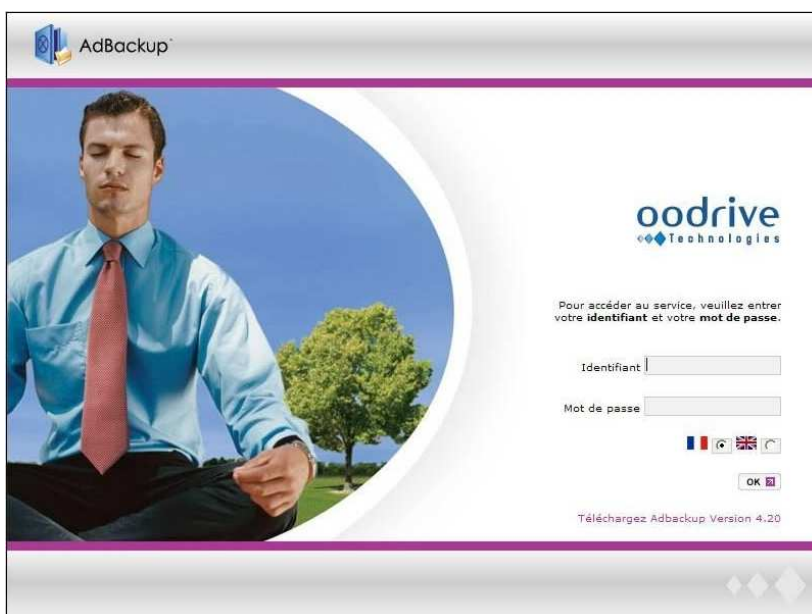 AdBackup
oodrive
Technologies
Pour accéder au service, veuillez entrer
votre identifiant et votre mot de passe.
Identifiant
Mot de passe
OK
Téléchargez Adbackup Version 4.20